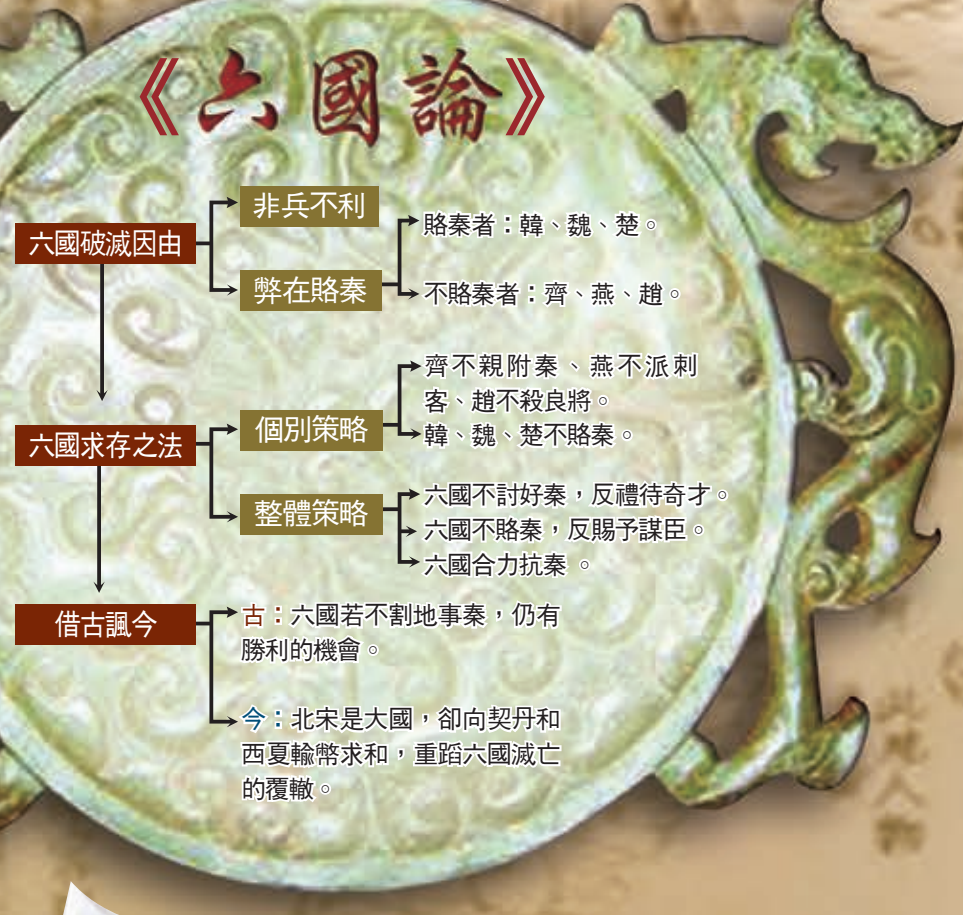 《六國論》
六國破滅因由
非兵不利
弊在賂秦
賂秦者：韓、魏、楚。
不賂秦者：齊、燕、趙。
六國求存之法
個別策略
齊不親附秦、燕不派刺
客、趙不殺良將。
韓、魏、楚不賂秦。
整體策略
六國不討好秦，反禮待奇才。
六國不賂秦，反賜予謀臣。
六國合力抗秦。
借古諷今
古：六國若不割地事秦，仍有
勝利的機會。
今：北宋是大國，卻向契丹和
西夏輸幣求和，重蹈六國滅亡
的覆轍。